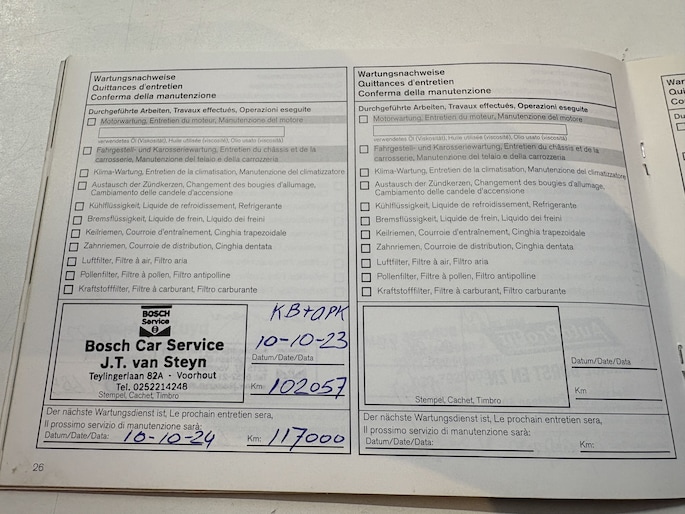 Wartungsnachweise
Quittances d'entretien
Conferma della manutenzione
Durchgeführte Arbeiten, Travaux effectués, Operazioni eseguite
Motorwartung, Entretien du moteur, Manutenzione del motore
verwendetes Öl (Viskosität), Huile utilisée (viscosité), Olio usato (viscosità)
Fahrgestell- und Karosseriewartung, Entretien du châssis et de la
carrosserie, Manutenzione del telaio e della carrozzeria
Klima-Wartung, Entretien de la climatisation, Manutenzione del climatizzatore
Austausch der Zündkerzen, Changement des bougies d'allumage,
Cambiamento delle candele d'accensione
Kühlflüssigkeit, Liquide de refroidissement, Refrigerante
Bremsflüssigkeit, Liquide de frein, Liquido dei freini
Keilriemen, Courroie d'entraînement, Cinghia trapezoidale
Zahnriemen, Courroie de distribution, Cinghia dentata
Luftfilter, Filtre à air, Filtro aria
Pollenfilter, Filtre à pollen, Filtro antipolline
Kraftstofffilter, Filtre à carburant, Filtro carburante
BOSCH
Service
Bosch Car Service
J.T. van Steyn
Teylingerlaan 82A - Voorhout
Tel. 0252214248
Stempel, Cachet, Timbro
KB+APK
10-10-23
Datum/Date/Data
Km: 102057
Der nächste Wartungsdienst ist, Le prochain entretien sera,
Il prossimo servizio di manutenzione sarà:
Datum/Date/Data: 10-10-24 Km: 117000
26
Wartungsnachweise
Quittances d'entretien
Conferma della manutenzione
Durchgeführte Arbeiten, Travaux effectués, Operazioni eseguite
Motorwartung, Entretien du moteur, Manutenzione del motore
verwendetes Öl (Viskosität), Huile utilisée (viscosité), Olio usato (viscosità)
Fahrgestell- und Karosseriewartung, Entretien du châssis et de la
carrosserie, Manutenzione del telaio e della carrozzeria
Klima-Wartung, Entretien de la climatisation, Manutenzione del climatizzatore
Austausch der Zündkerzen, Changement des bougies d'allumage,
Cambiamento delle candele d'accensione
Kühlflüssigkeit, Liquide de refroidissement, Refrigerante
Bremsflüssigkeit, Liquide de frein, Liquido dei freini
Keilriemen, Courroie d'entraînement, Cinghia trapezoidale
Zahnriemen, Courroie de distribution, Cinghia dentata
Luftfilter, Filtre à air, Filtro aria
Pollenfilter, Filtre à pollen, Filtro antipolline
Kraftstofffilter, Filtre à carburant, Filtro carburante
Stempel, Cachet, Timbro
Datum/Date/Data
Km
Der nächste Wartungsdienst ist, Le prochain entretien sera,
Il prossimo servizio di manutenzione sarà:
Datum/Date/Data: Km: